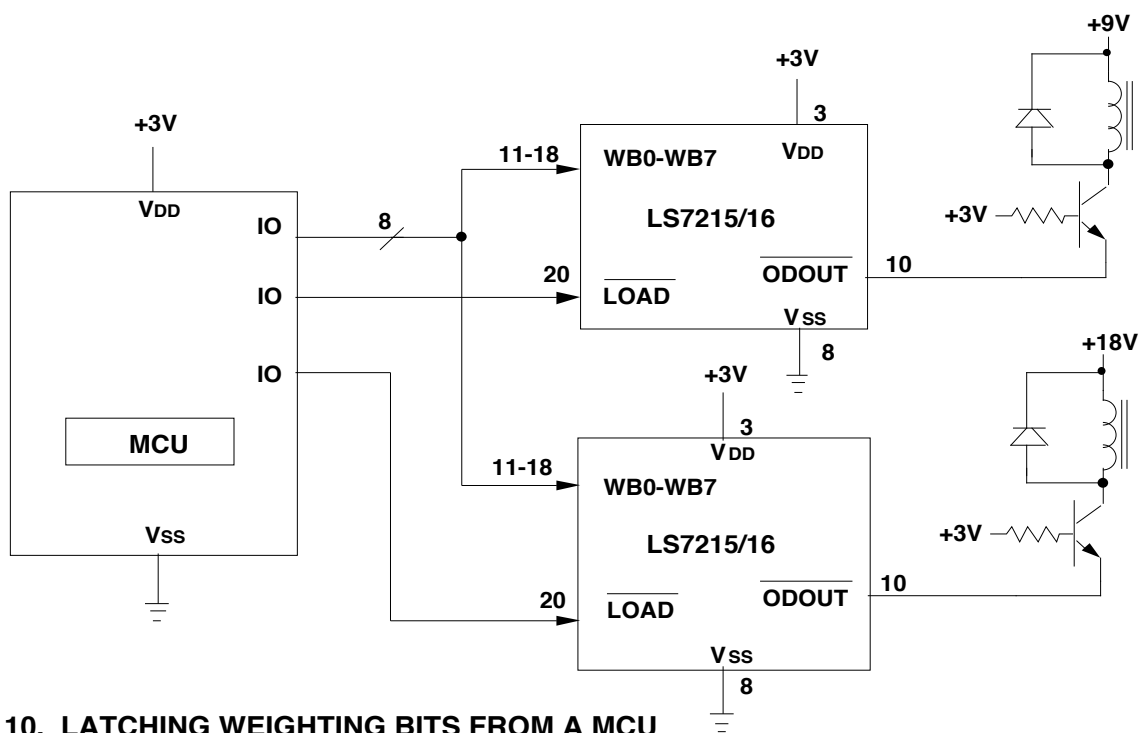 +9V
+3V
3
+3V
11-18
WB0-WB7
VDD
VDD
IO
8
LS7215/16
+3V
20
ODOUT
10
IO
LOAD
VSS
8
+18V
IO
+3V
3
MCU
VDD
11-18
WB0-WB7
VSS
LS7215/16
+3V
20
LOAD
ODOUT
10
VSS
8
10. LATCHING WEIGHTING BITS FROM A MCU